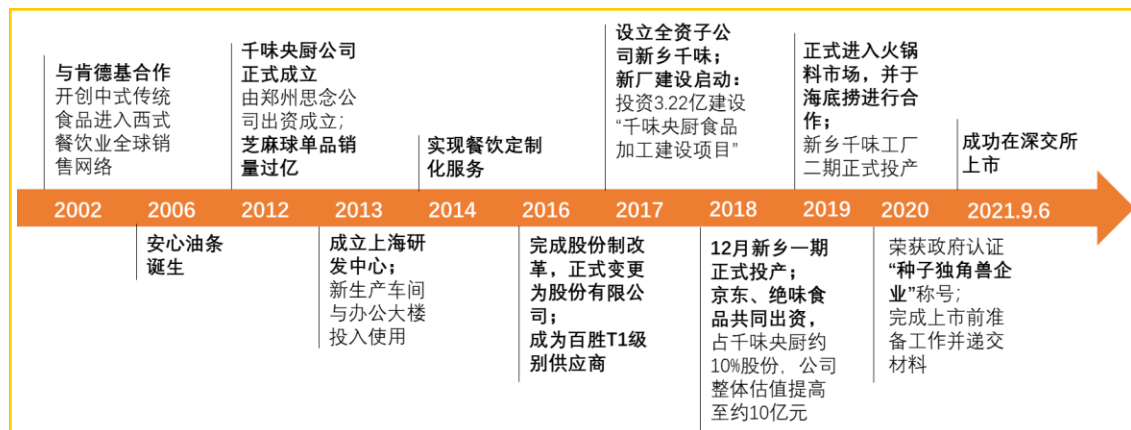 与肯德基合作
开创中式传统
食品进入西式
餐饮业全球销
售网络
千味央厨公司
正式成立
由郑州思念公
司出资成立；
芝麻球单品销
量过亿
实现餐饮定制
化服务
设立全资子公
司新乡千味；
新厂建设启动：
投资3.22亿建设
“千味央厨食品
加工建设项目”
正式进入火锅
料市场，并于
海底捞进行合
作；
新乡千味工厂
二期正式投产
成功在深交所
上市
2002 2006 2012 2013 2014 2016 2017 2018 2019 2020 2021.9.6
安心油条
诞生
成立上海研
发中心；
新生产车间
与办公大楼
投入使用
完成股份制改
革，正式变更
为股份有限公
司；
成为百胜T1级
别供应商
12月新乡一期
正式投产；
京东、绝味食
品共同出资，
占千味央厨约
10%股份，公司
整体估值提高
至约10亿元
荣获政府认证
“种子独角兽企
业”称号；
完成上市前准
备工作并递交
材料